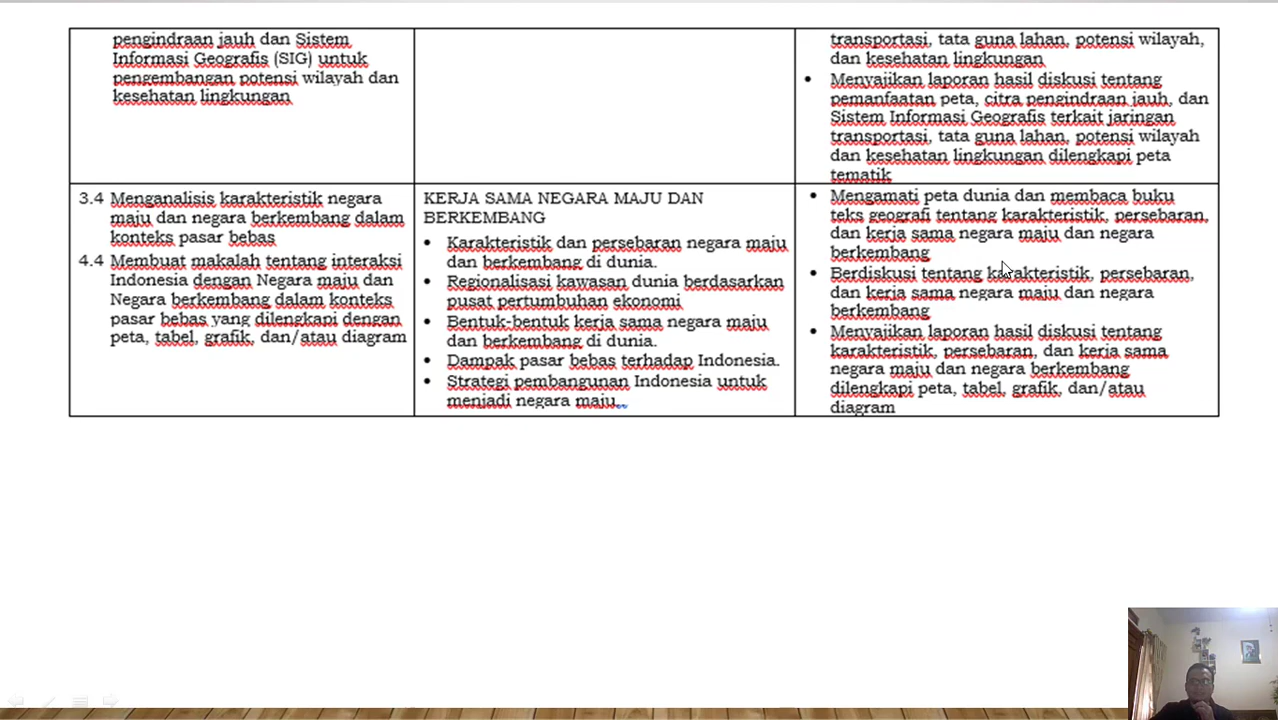 pengindraan jauh dan Sistem
Informasi Geografis (SIG) untuk
pengembangan potensi wilayah dan
kesehatan lingkungan
transportasi, tata guna lahan, potensi wilayah,
dan kesehatan lingkungan
• Menyajikan laporan hasil diskusi tentang
pemanfaatan peta, citra pengindraan jauh, dan
Sistem Informasi Geografis terkait jaringan
transportasi, tata guna lahan, potensi wilayah
dan kesehatan lingkungan dilengkapi peta
tematik
3.4 Menganalisis karakteristik negara
maju dan negara berkembang dalam
konteks pasar bebas
4.4 Membuat makalah tentang interaksi
Indonesia dengan Negara maju dan
Negara berkembang dalam konteks
pasar bebas yang dilengkapi dengan
peta, tabel, grafik, dan/atau diagram
KERJA SAMA NEGARA MAJU DAN
BERKEMBANG
• Karakteristik dan persebaran negara maju
dan berkembang di dunia.
• Regionalisasi kawasan dunia berdasarkan
pusat pertumbuhan ekonomi
• Bentuk-bentuk kerja sama negara maju
dan berkembang di dunia.
• Dampak pasar bebas terhadap Indonesia.
• Strategi pembangunan Indonesia untuk
menjadi negara maju..
• Mengamati peta dunia dan membaca buku
teks geografi tentang karakteristik, persebaran,
dan kerja sama negara maju dan negara
berkembang
• Berdiskusi tentang karakteristik, persebaran,
dan kerja sama negara maju dan negara
berkembang
• Menyajikan laporan hasil diskusi tentang
karakteristik, persebaran, dan kerja sama
negara maju dan negara berkembang
dilengkapi peta, tabel, grafik, dan/atau
diagram